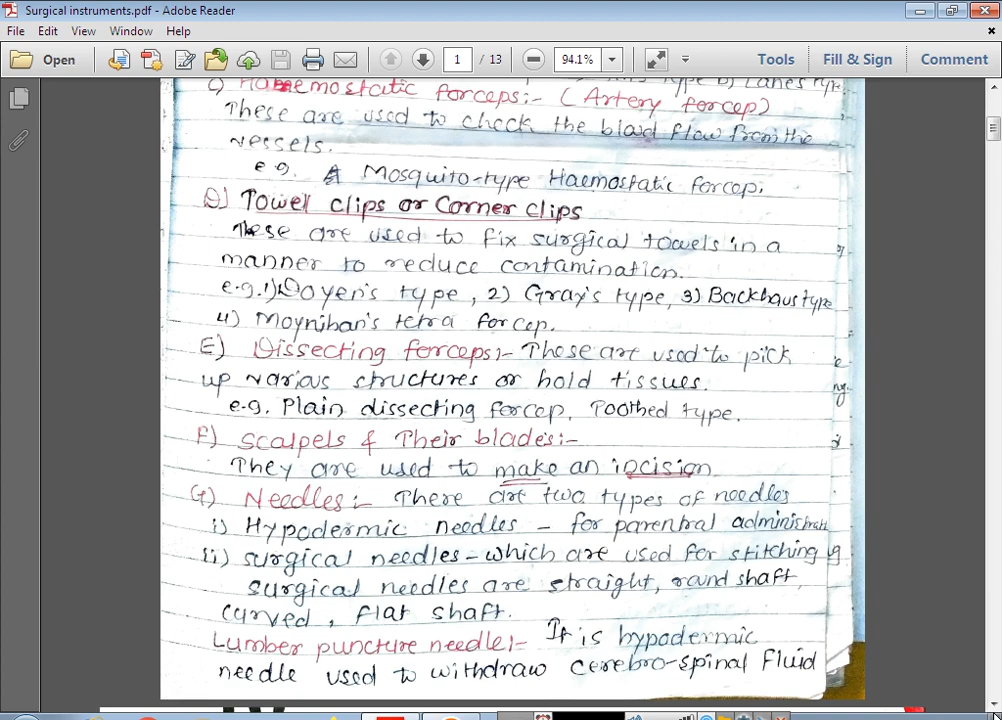 Surgical instruments.pdf - Adobe Reader
File Edit View Window Help
Open 1 / 13 94.1% Tools Fill & Sign Comment
type b) Lane's type
C) Haemostatic forceps:- (Artery forcep)
These are used to check the blood flow from the
vessels.
e.g. Mosquito-type Haemostatic forcep.
D) Towel clips or Corner clips
These are used to fix surgical towels in a
manner to reduce contamination.
e.g. 1) Doyen's type, 2) Gray's type, 3) Backhaus type
4) Moynihan's tetra forcep.
E) Dissecting forceps:- These are used to pick
up various structures or hold tissues.
e.g. Plain dissecting forcep, Toothed type.
F) Scalpels & Their blades:-
They are used to make an incision
G) Needles:- There are two types of needles
i) Hypodermic needles - for parentral administrat
ii) surgical needles - which are used for stitching
surgical needles are straight, round shaft,
curved, flat shaft.
Lumber puncture needle:- It is hypodermic
needle used to withdraw cerebro-spinal fluid